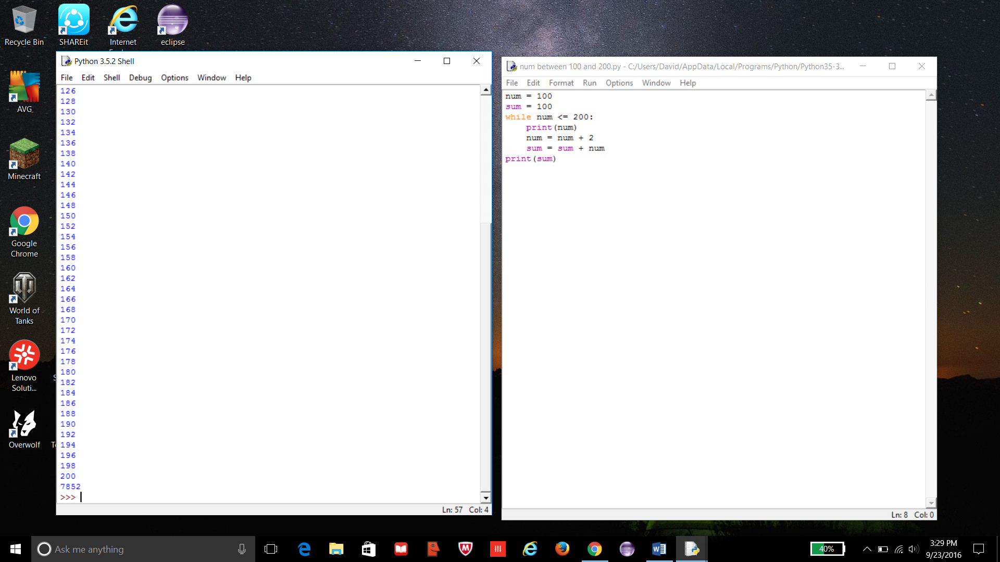 Recycle Bin
SHAREit
Internet
eclipse
AVG
Minecraft
Google
Chrome
World of
Tanks
Lenovo
Soluti...
Overwolf
Python 3.5.2 Shell
File Edit Shell Debug Options Window Help
126
128
130
132
134
136
138
140
142
144
146
148
150
152
154
156
158
160
162
164
166
168
170
172
174
176
178
180
182
184
186
188
190
192
194
196
198
200
7852
>>>
Ln: 57 Col: 4
num between 100 and 200.py - C:/Users/David/AppData/Local/Programs/Python/Python35-3...
File Edit Format Run Options Window Help
num = 100
sum = 100
while num <= 200:
    print(num)
    num = num + 2
    sum = sum + num
print(sum)
Ln: 8 Col: 0
Ask me anything
40%
3:29 PM
9/23/2016